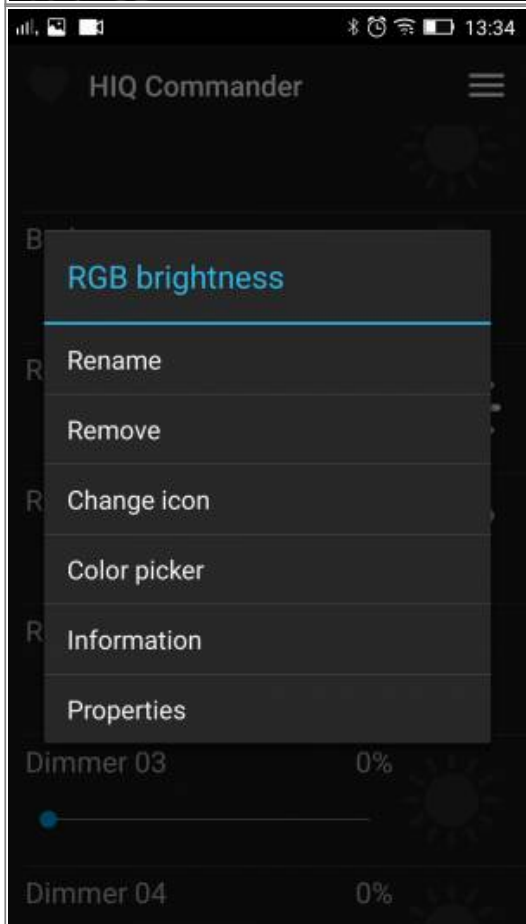 13:34
HIQ Commander
B
RGB brightness
Rename
R
Remove
Change icon
R
Color picker
Information
R
Properties
Dimmer 03 0%
Dimmer 04 0%